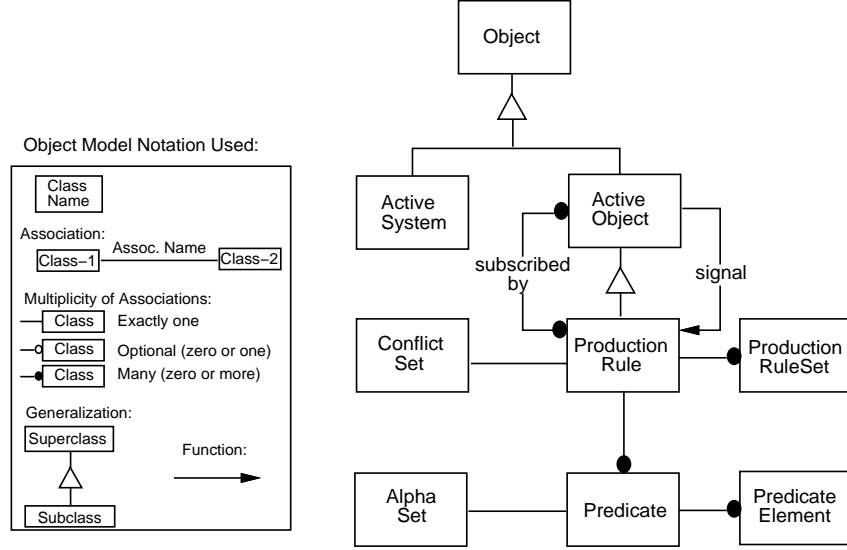 Object Model Notation Used:
Class
Name
Association:
Assoc. Name
Class−1
Class−2
Multiplicity of Associations:
Class
Exactly one
Class
Optional (zero or one)
Class
Many (zero or more)
Generalization:
Superclass
Function:
Subclass
Object
Active
System
Active
Object
subscribed
by
signal
Conflict
Set
Production
Rule
Production
RuleSet
Alpha
Set
Predicate
Predicate
Element